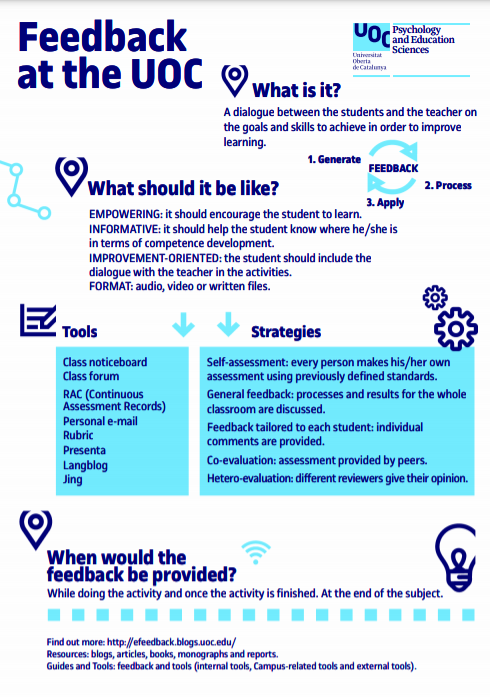 Feedback
at the UOC
UOC
Universitat
Oberta
de Catalunya
Psychology
and Education
Sciences
What is it?
A dialogue between the students and the teacher on
the goals and skills to achieve in order to improve
learning.
1. Generate
FEEDBACK
2. Process
3. Apply
What should it be like?
EMPOWERING: it should encourage the student to learn.
INFORMATIVE: it should help the student know where he/she is
in terms of competence development.
IMPROVEMENT-ORIENTED: the student should include the
dialogue with the teacher in the activities.
FORMAT: audio, video or written files.
Tools
Class noticeboard
Class forum
RAC (Continuous
Assessment Records)
Personal e-mail
Rubric
Presenta
Langblog
Jing
Strategies
Self-assessment: every person makes his/her own
assessment using previously defined standards.
General feedback: processes and results for the whole
classroom are discussed.
Feedback tailored to each student: individual
comments are provided.
Co-evaluation: assessment provided by peers.
Hetero-evaluation: different reviewers give their opinion.
When would the
feedback be provided?
While doing the activity and once the activity is finished. At the end of the subject.
Find out more: http://efeedback.blogs.uoc.edu/
Resources: blogs, articles, books, monographs and reports.
Guides and Tools: feedback and tools (internal tools, Campus-related tools and external tools).